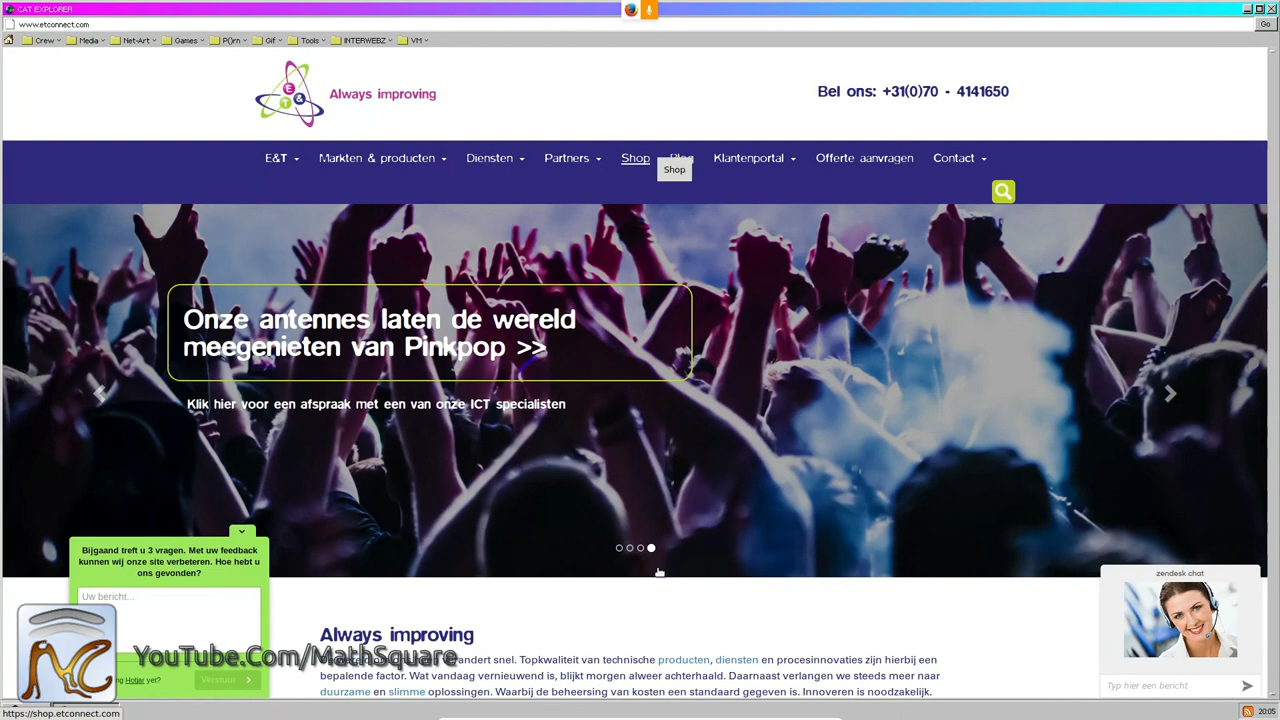 CAT EXPLORER
www.etconnect.com
Go
Crew
Media
Net-Art
Games
P()rn
Gif
Tools
INTERWEBZ
VM
E
T
&
Always improving
Bel ons: +31(0)70 - 4141650
E&T
Markten & producten
Diensten
Partners
Shop
Blog
Klantenportal
Offerte aanvragen
Contact
Shop
Onze antennes laten de wereld
meegenieten van Pinkpop >>
Klik hier voor een afspraak met een van onze ICT specialisten
Bijgaand treft u 3 vragen. Met uw feedback
kunnen wij onze site verbeteren. Hoe hebt u
ons gevonden?
Uw bericht...
Hotjar yet?
Verstuur
YouTube.Com/MathSquare
zendesk chat
Typ hier een bericht
Always improving
verandert snel. Topkwaliteit van technische producten, diensten en procesinnovaties zijn hierbij een
bepalende factor. Wat vandaag vernieuwend is, blijkt morgen alweer achterhaald. Daarnaast verlangen we steeds meer naar
duurzame en slimme oplossingen. Waarbij de beheersing van kosten een standaard gegeven is. Innoveren is noodzakelijk.
https://shop.etconnect.com
20:05